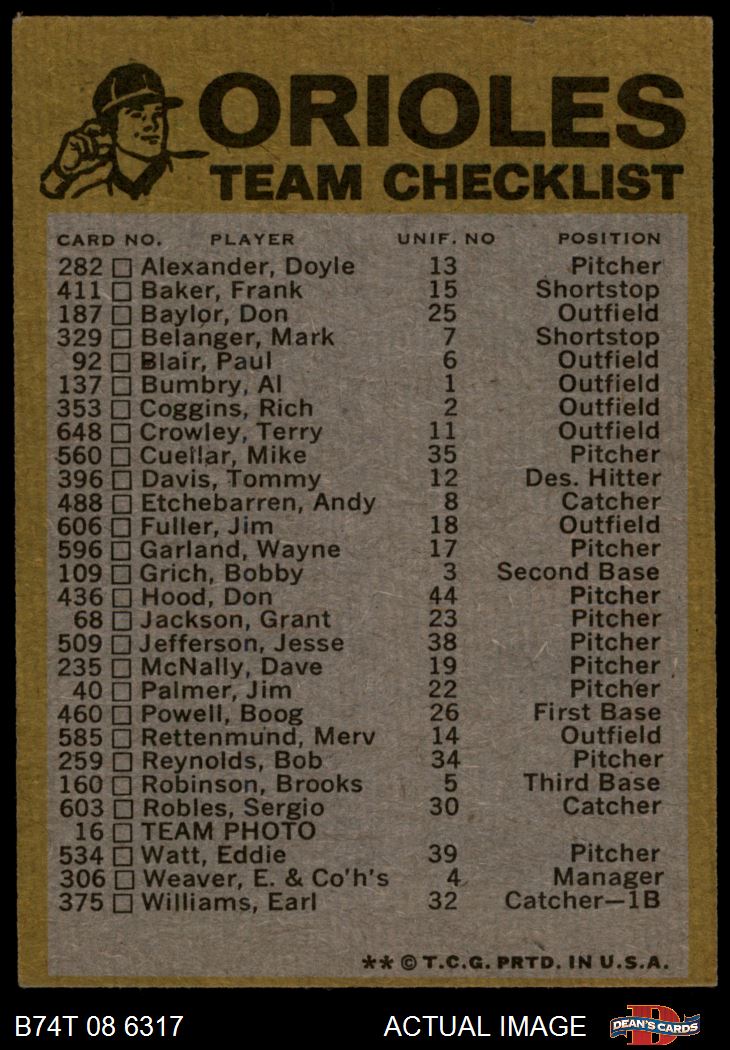 ORIOLES
TEAM CHECKLIST
CARD NO. PLAYER UNIF. NO POSITION
282 Alexander, Doyle 13 Pitcher
411 Baker, Frank 15 Shortstop
187 Baylor, Don 25 Outfield
329 Belanger, Mark 7 Shortstop
92 Blair, Paul 6 Outfield
137 Bumbry, Al 1 Outfield
353 Coggins, Rich 2 Outfield
648 Crowley, Terry 11 Outfield
560 Cuellar, Mike 35 Pitcher
396 Davis, Tommy 12 Des. Hitter
488 Etchebarren, Andy 8 Catcher
606 Fuller, Jim 18 Outfield
596 Garland, Wayne 17 Pitcher
109 Grich, Bobby 3 Second Base
436 Hood, Don 44 Pitcher
68 Jackson, Grant 23 Pitcher
509 Jefferson, Jesse 38 Pitcher
235 McNally, Dave 19 Pitcher
40 Palmer, Jim 22 Pitcher
460 Powell, Boog 26 First Base
585 Rettenmund, Merv 14 Outfield
259 Reynolds, Bob 34 Pitcher
160 Robinson, Brooks 5 Third Base
603 Robles, Sergio 30 Catcher
16 TEAM PHOTO
534 Watt, Eddie 39 Pitcher
306 Weaver, E. & Co'h's 4 Manager
375 Williams, Earl 32 Catcher—1B
** © T.C.G. PRTD. IN U.S.A.
B74T 08 6317 ACTUAL IMAGE DEAN'S CARDS